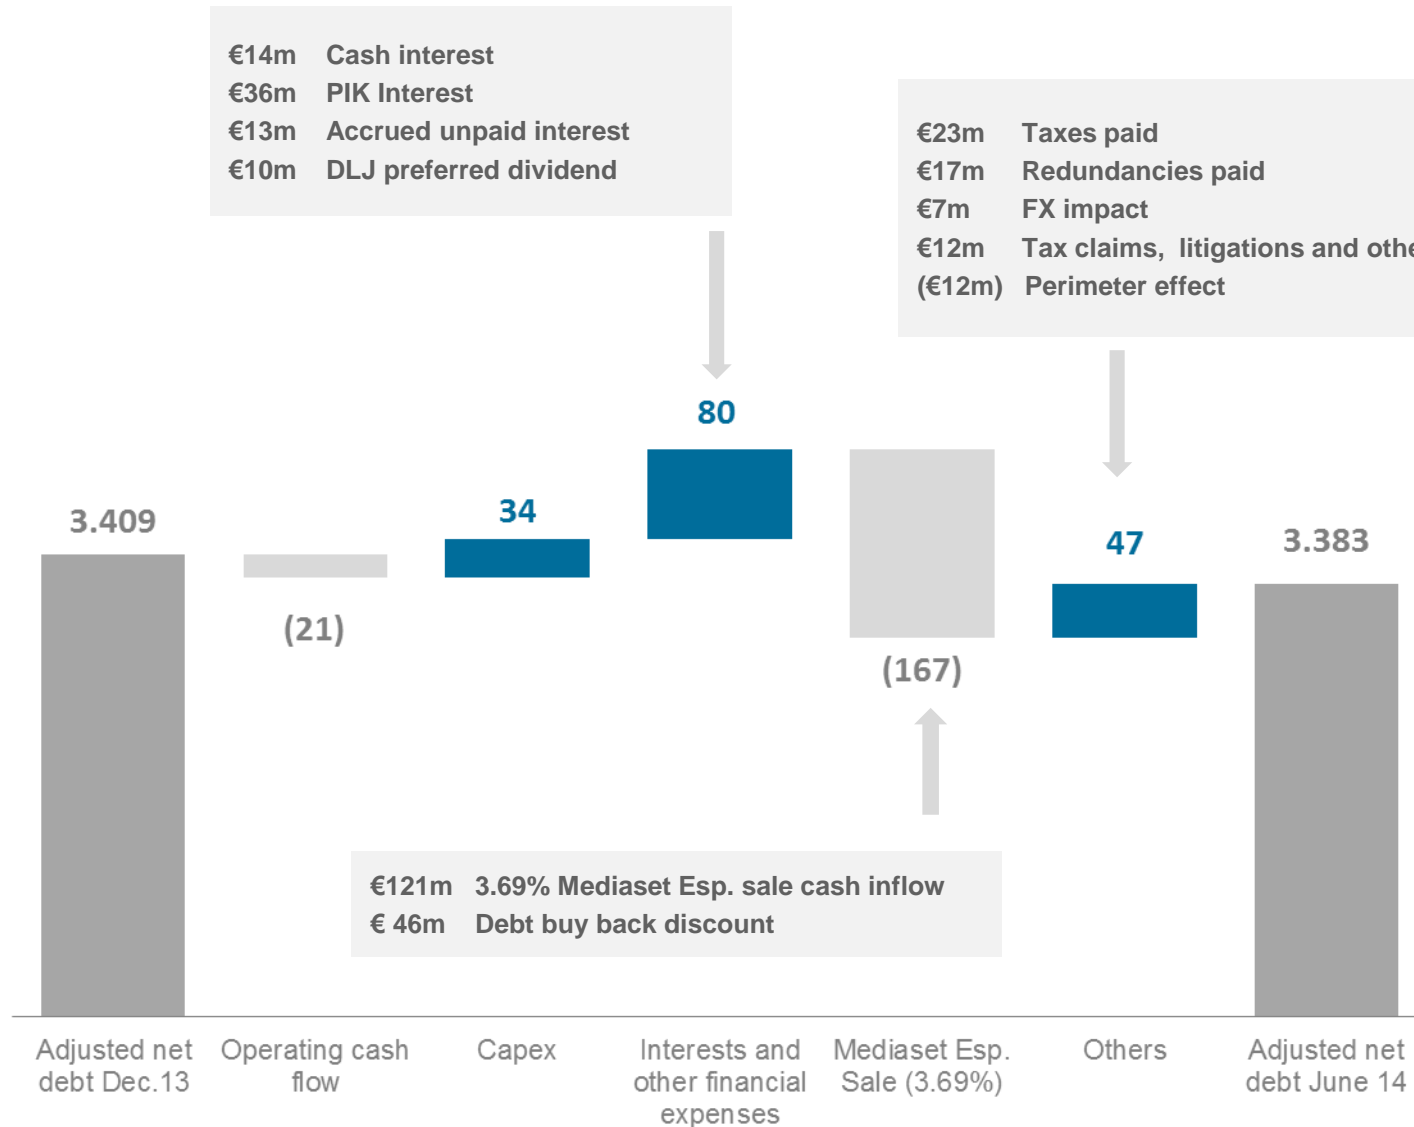 €14m Cash interest
€36m PIK Interest
€13m Accrued unpaid interest
€10m DLJ preferred dividend
€23m Taxes paid
€17m Redundancies paid
€7m FX impact
€12m Tax claims, litigations and othe
(€12m) Perimeter effect
80
3.409
34
47
3.383
(21)
(167)
€121m 3.69% Mediaset Esp. sale cash inflow
€ 46m Debt buy back discount
Adjusted net
debt Dec.13
Operating cash
flow
Capex
Interests and
other financial
expenses
Mediaset Esp.
Sale (3.69%)
Others
Adjusted net
debt June 14